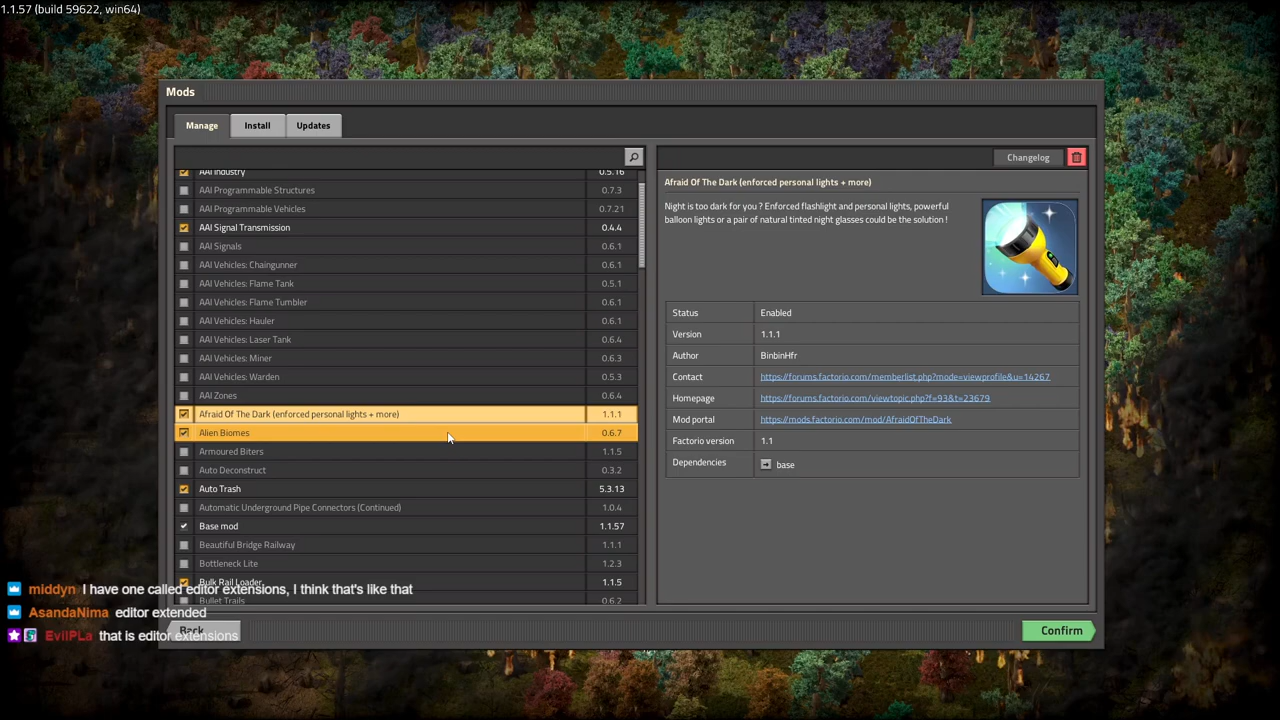 1.1.57 (build 59622, win64)
Mods
Manage Install Updates
Changelog
AAI Industry 0.5.16
AAI Programmable Structures 0.7.3
AAI Programmable Vehicles 0.7.21
AAI Signal Transmission 0.4.4
AAI Signals 0.6.1
AAI Vehicles: Chaingunner 0.6.1
AAI Vehicles: Flame Tank 0.5.1
AAI Vehicles: Flame Tumbler 0.6.1
AAI Vehicles: Hauler 0.6.1
AAI Vehicles: Laser Tank 0.6.4
AAI Vehicles: Miner 0.6.3
AAI Vehicles: Warden 0.5.3
AAI Zones 0.6.4
Afraid Of The Dark (enforced personal lights + more) 1.1.1
Alien Biomes 0.6.7
Armoured Biters 1.1.5
Auto Deconstruct 0.3.2
Auto Trash 5.3.13
Automatic Underground Pipe Connectors (Continued) 1.0.4
Base mod 1.1.57
Beautiful Bridge Railway 1.1.1
Bottleneck Lite 1.2.3
Bulk Rail Loader 1.1.5
Bullet Trails 0.6.2
Afraid Of The Dark (enforced personal lights + more)
Night is too dark for you ? Enforced flashlight and personal lights, powerful
balloon lights or a pair of natural tinted night glasses could be the solution !
Status Enabled
Version 1.1.1
Author BinbinHfr
Contact https://forums.factorio.com/memberlist.php?mode=viewprofile&u=14267
Homepage https://forums.factorio.com/viewtopic.php?f=93&t=23679
Mod portal https://mods.factorio.com/mod/AfraidOfTheDark
Factorio version 1.1
Dependencies base
middyn I have one called editor extensions, I think that's like that
AsandaNima editor extended
EvilPLa that is editor extensions
Back
Confirm